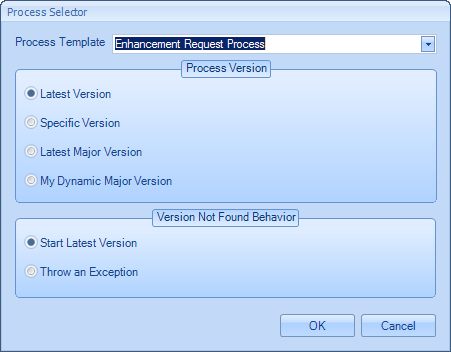 Process Selector
Process Template Enhancement Request Process
Process Version
Latest Version
Specific Version
Latest Major Version
My Dynamic Major Version
Version Not Found Behavior
Start Latest Version
Throw an Exception
OK Cancel